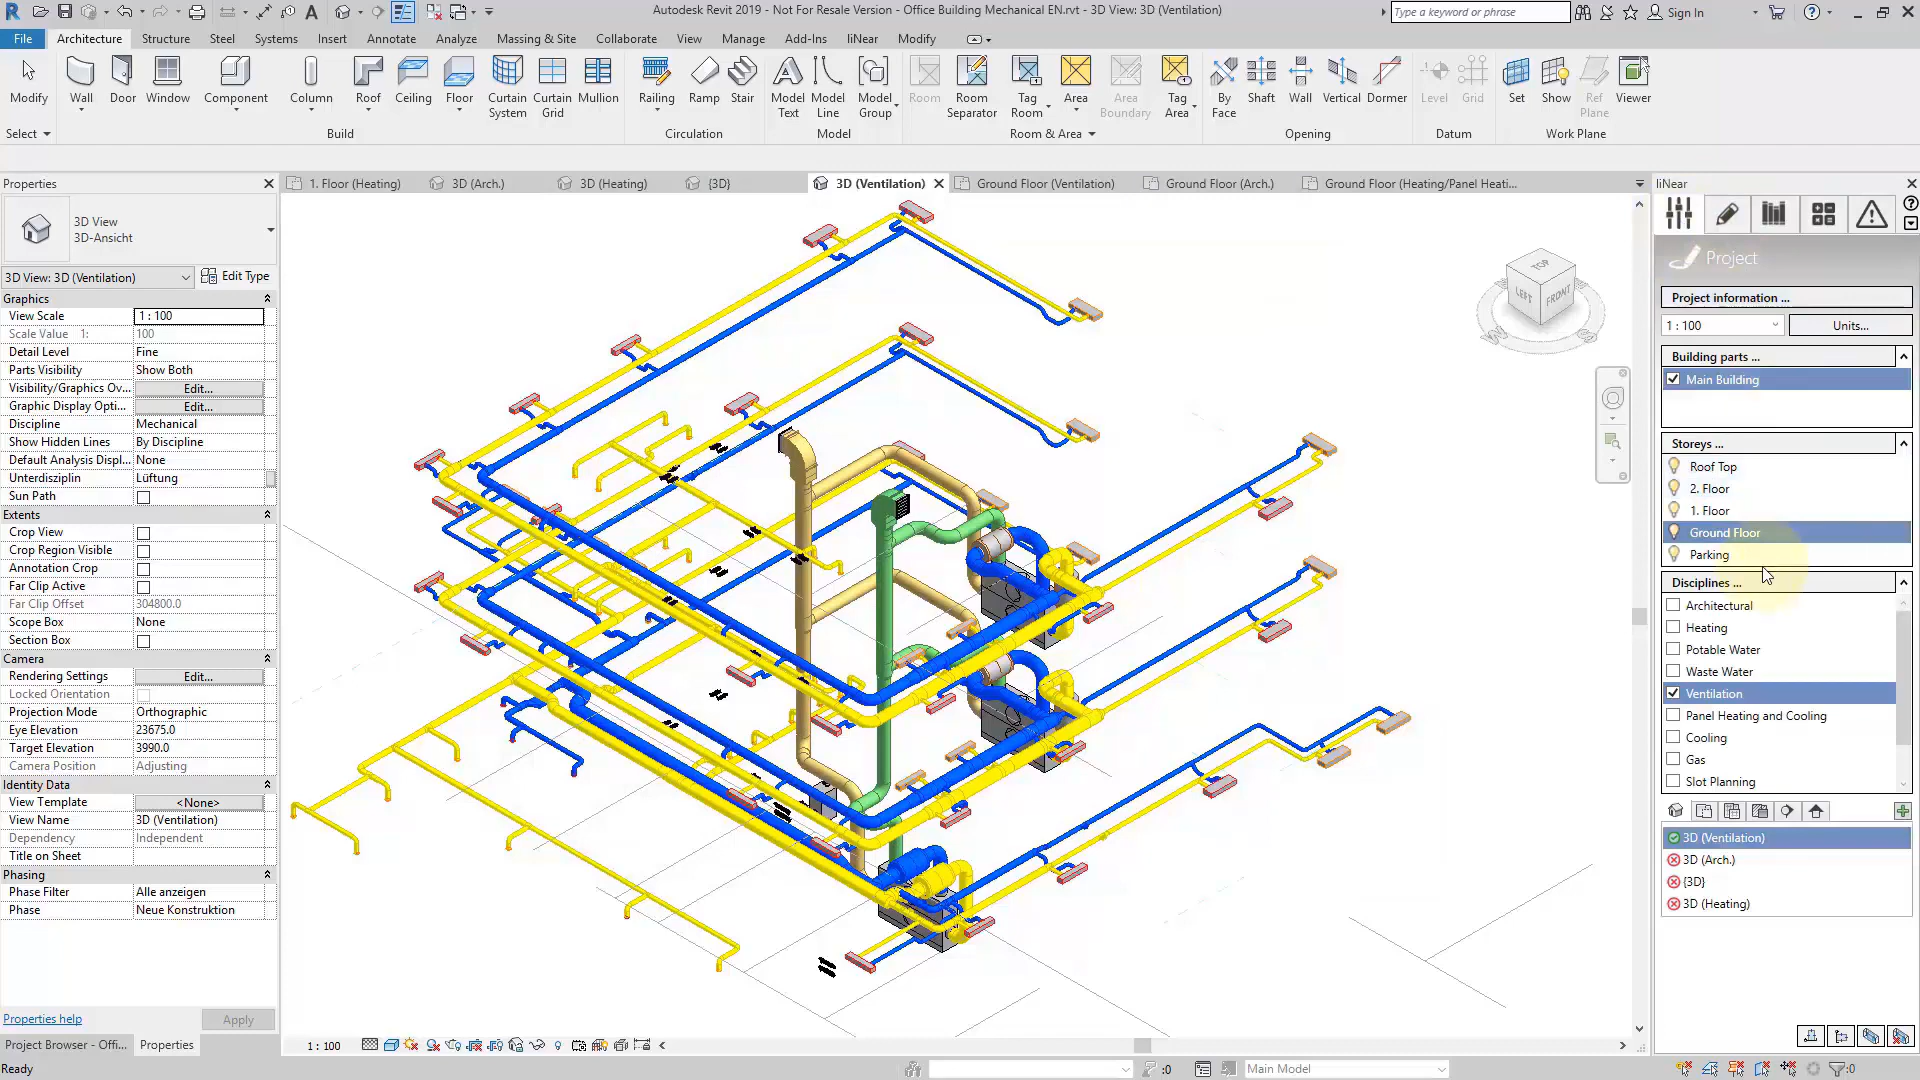 Autodesk Revit 2019 - Not For Resale Version - Office Building Mechanical EN.rvt - 3D View: 3D (Ventilation)
Type a keyword or phrase
Sign In
File Architecture Structure Steel Systems Insert Annotate Analyze Massing & Site Collaborate View Manage Add-Ins liNear Modify
Modify Wall Door Window Component Column Roof Ceiling Floor Curtain System Curtain Grid Mullion Railing Ramp Stair Model Text Model Line Model Group Room Room Separator Tag Room Area Area Boundary Tag Area By Face Shaft Wall Vertical Dormer Level Grid Set Show Ref Plane Viewer
Select Build Circulation Model Room & Area Opening Datum Work Plane
Properties
1. Floor (Heating) 3D (Arch.) 3D (Heating) {3D} 3D (Ventilation) Ground Floor (Ventilation) Ground Floor (Arch.) Ground Floor (Heating/Panel Heati...
3D View
3D-Ansicht
3D View: 3D (Ventilation) Edit Type
Graphics
View Scale 1 : 100
Scale Value 1: 100
Detail Level Fine
Parts Visibility Show Both
Visibility/Graphics Ov... Edit...
Graphic Display Opti... Edit...
Discipline Mechanical
Show Hidden Lines By Discipline
Default Analysis Displ... None
Unterdisziplin Lüftung
Sun Path
Extents
Crop View
Crop Region Visible
Annotation Crop
Far Clip Active
Far Clip Offset 304800.0
Scope Box None
Section Box
Camera
Rendering Settings Edit...
Locked Orientation
Projection Mode Orthographic
Eye Elevation 23675.0
Target Elevation 3990.0
Camera Position Adjusting
Identity Data
View Template <None>
View Name 3D (Ventilation)
Dependency Independent
Title on Sheet
Phasing
Phase Filter Alle anzeigen
Phase Neue Konstruktion
Properties help Apply
Project Browser - Offi... Properties
Ready
TOP
LEFT
FRONT
1 : 100
:0
Main Model
:0
liNear
Project
Project information ...
1 : 100 Units...
Building parts ...
Main Building
Storeys ...
Roof Top
2. Floor
1. Floor
Ground Floor
Parking
Disciplines ...
Architectural
Heating
Potable Water
Waste Water
Ventilation
Panel Heating and Cooling
Cooling
Gas
Slot Planning
3D (Ventilation)
3D (Arch.)
{3D}
3D (Heating)